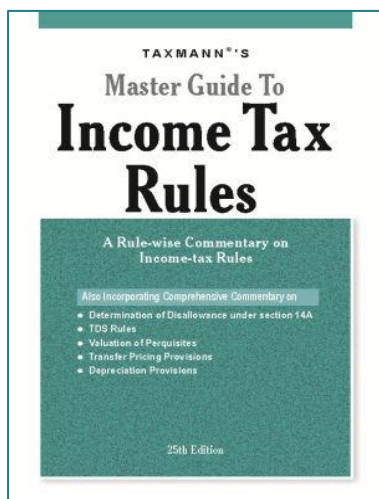 TAXMANN®'S
Master Guide To
Income Tax
Rules
A Rule-wise Commentary on
Income-tax Rules
Also Incorporating Comprehensive Commentary on
● Determination of Disallowance under section 14A
● TDS Rules
● Valuation of Perquisites
● Transfer Pricing Provisions
● Depreciation Provisions
25th Edition